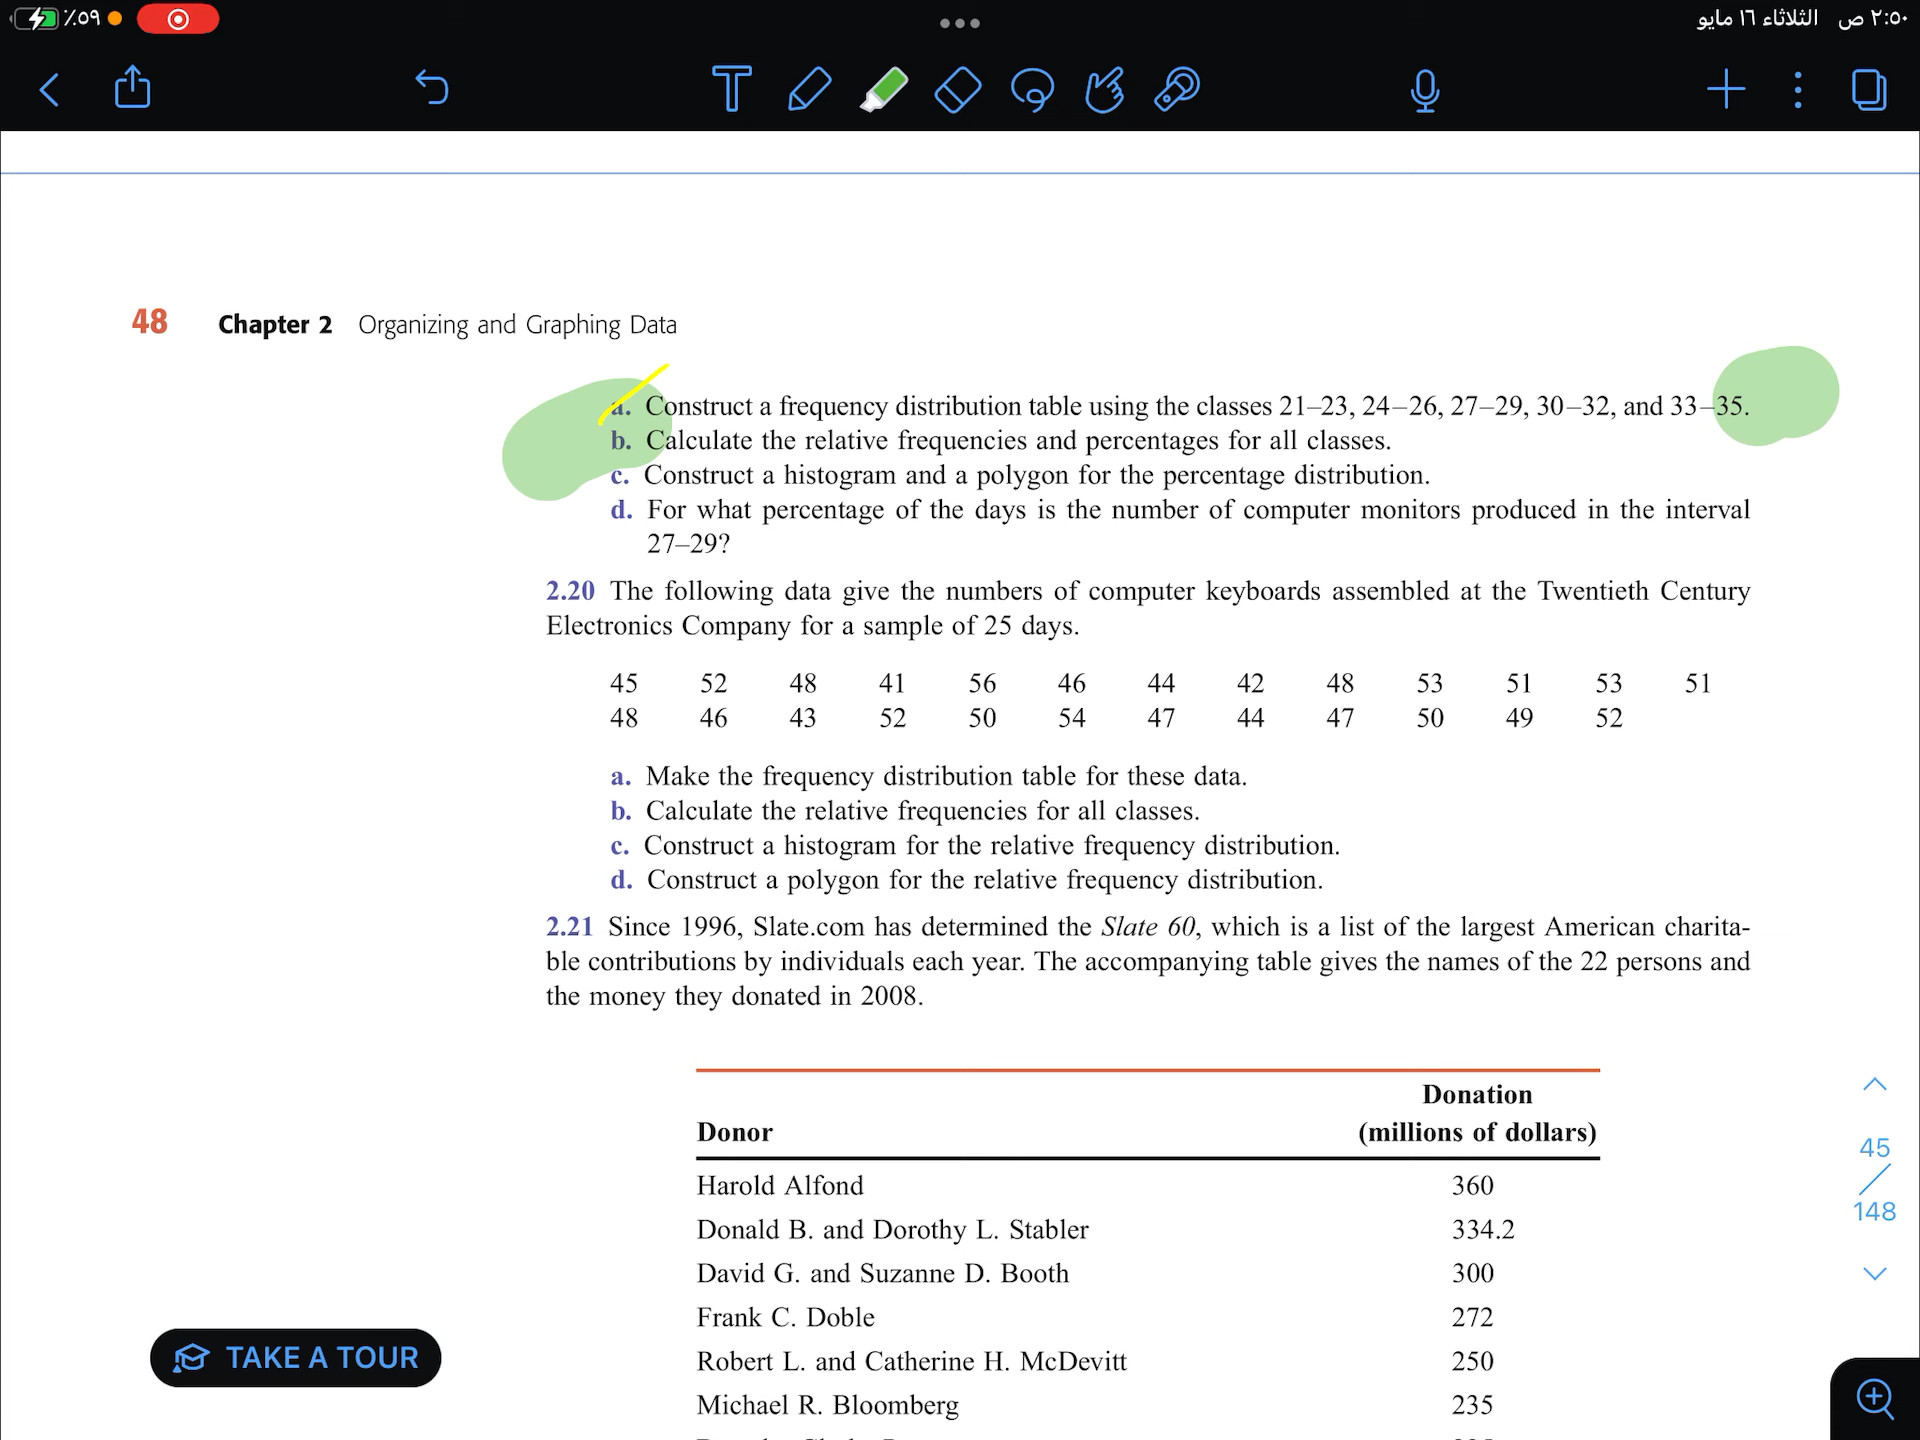 ٪٥٩
٢:٥٠ ص الثلاثاء ١٦ مايو
48 Chapter 2 Organizing and Graphing Data
a. Construct a frequency distribution table using the classes 21–23, 24–26, 27–29, 30–32, and 33–35.
b. Calculate the relative frequencies and percentages for all classes.
c. Construct a histogram and a polygon for the percentage distribution.
d. For what percentage of the days is the number of computer monitors produced in the interval
27–29?
2.20 The following data give the numbers of computer keyboards assembled at the Twentieth Century
Electronics Company for a sample of 25 days.
45 52 48 41 56 46 44 42 48 53 51 53 51
48 46 43 52 50 54 47 44 47 50 49 52
a. Make the frequency distribution table for these data.
b. Calculate the relative frequencies for all classes.
c. Construct a histogram for the relative frequency distribution.
d. Construct a polygon for the relative frequency distribution.
2.21 Since 1996, Slate.com has determined the Slate 60, which is a list of the largest American charita-
ble contributions by individuals each year. The accompanying table gives the names of the 22 persons and
the money they donated in 2008.
Donation
Donor (millions of dollars)
Harold Alfond 360
Donald B. and Dorothy L. Stabler 334.2
David G. and Suzanne D. Booth 300
Frank C. Doble 272
Robert L. and Catherine H. McDevitt 250
Michael R. Bloomberg 235
45
148
TAKE A TOUR